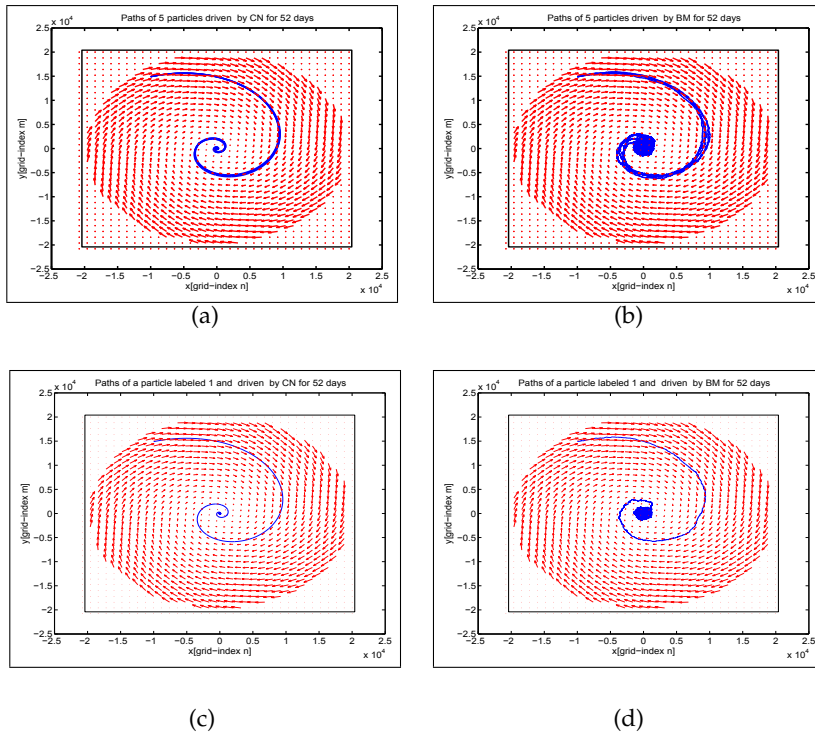 Paths of 5 particles driven  by CN for 52 days
x 10^4
2.5
2
1.5
1
0.5
0
−0.5
−1
−1.5
−2
−2.5
y[grid−index m]
−2.5 −2 −1.5 −1 −0.5 0 0.5 1 1.5 2 2.5
x[grid−index n]
x 10^4
(a)
Paths of 5 particles driven  by BM for 52 days
x 10^4
2.5
2
1.5
1
0.5
0
−0.5
−1
−1.5
−2
−2.5
y[grid−index m]
−2.5 −2 −1.5 −1 −0.5 0 0.5 1 1.5 2 2.5
x[grid−index n]
x 10^4
(b)
Paths of a particle labeled 1 and  driven  by CN for 52 days
x 10^4
2.5
2
1.5
1
0.5
0
−0.5
−1
−1.5
−2
−2.5
y[grid−index m]
−2.5 −2 −1.5 −1 −0.5 0 0.5 1 1.5 2 2.5
x[grid−index n]
x 10^4
(c)
Paths of a particle labeled 1 and  driven  by BM for 52 days
x 10^4
2.5
2
1.5
1
0.5
0
−0.5
−1
−1.5
−2
−2.5
y[grid−index m]
−2.5 −2 −1.5 −1 −0.5 0 0.5 1 1.5 2 2.5
x[grid−index n]
x 10^4
(d)